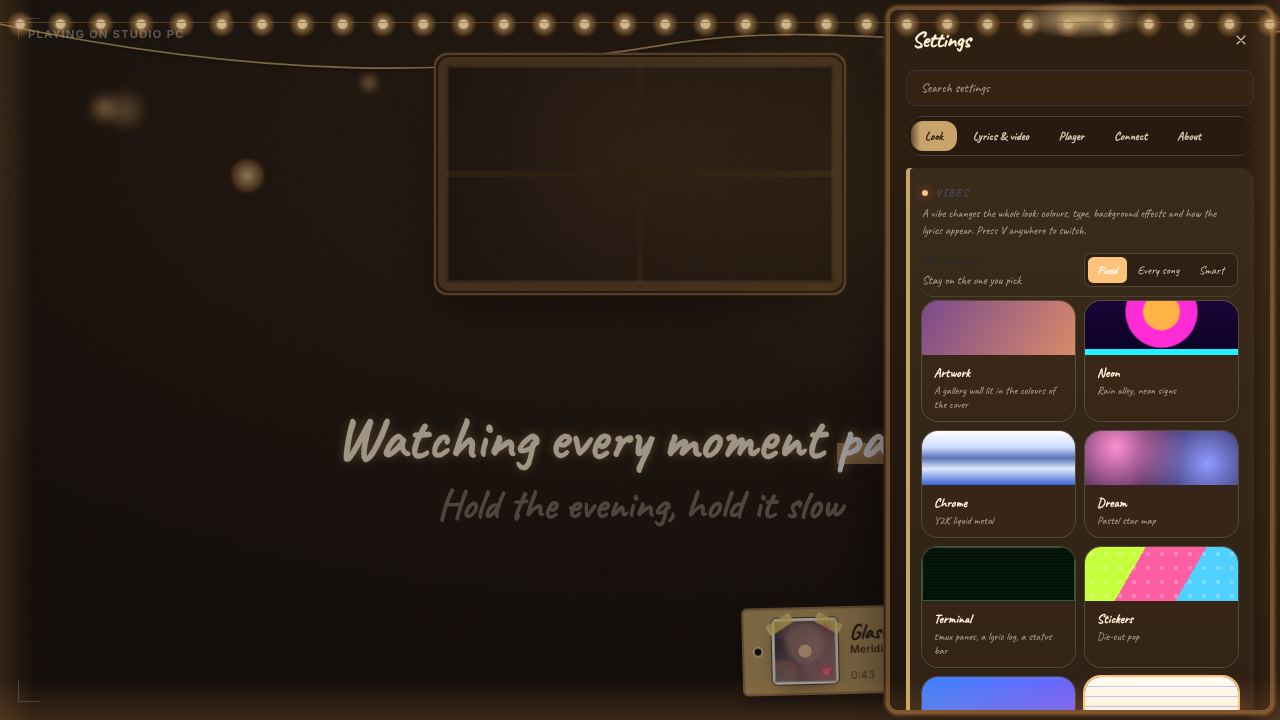 PLAYING ON STUDIO PC
Settings
Search settings
Look
Lyrics & video
Player
Connect
About
VIBES
A vibe changes the whole look: colours, type, background effects and how the
lyrics appear. Press V anywhere to switch.
Stay on the one you pick
Fixed
Every song
Smart
Artwork
A gallery wall lit in the colours of
the cover
Neon
Rain alley, neon signs
Chrome
Y2K liquid metal
Dream
Pastel star map
Terminal
tmux panes, a lyric log, a status
bar
Stickers
Die-cut pop
Watching every moment pa
Hold the evening, hold it slow
Glas
Meridi
0:43